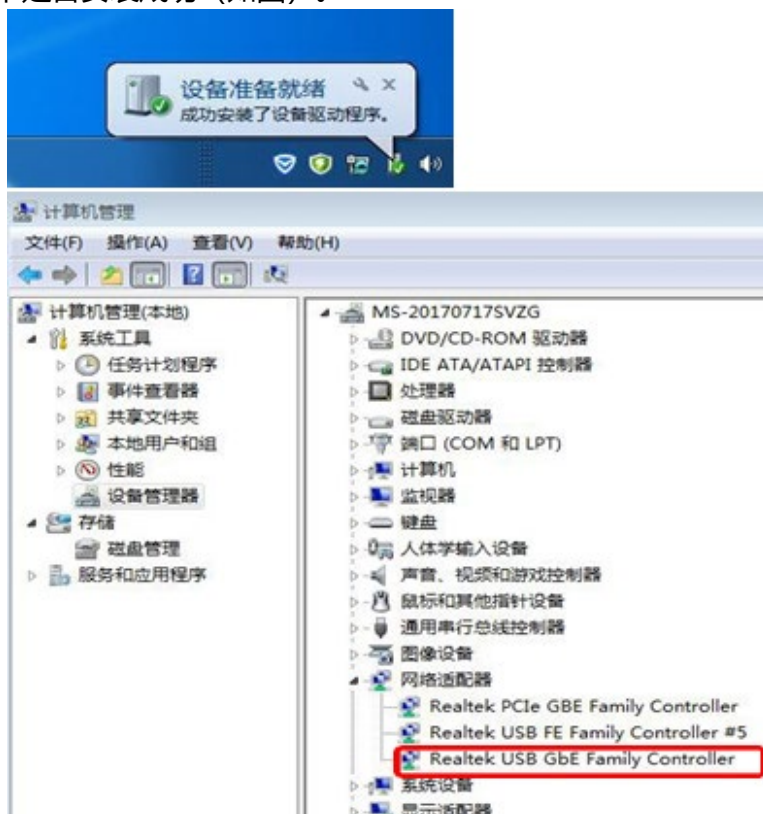 设备准备就绪
成功安装了设备驱动程序。
计算机管理
文件(F) 操作(A) 查看(V) 帮助(H)
计算机管理(本地)
系统工具
任务计划程序
事件查看器
共享文件夹
本地用户和组
性能
设备管理器
存储
磁盘管理
服务和应用程序
MS-20170717SVZG
DVD/CD-ROM 驱动器
IDE ATA/ATAPI 控制器
处理器
磁盘驱动器
端口 (COM 和 LPT)
计算机
监视器
键盘
人体学输入设备
声音、视频和游戏控制器
鼠标和其他指针设备
通用串行总线控制器
图像设备
网络适配器
Realtek PCIe GBE Family Controller
Realtek USB FE Family Controller #5
Realtek USB GbE Family Controller
系统设备
显示适配器